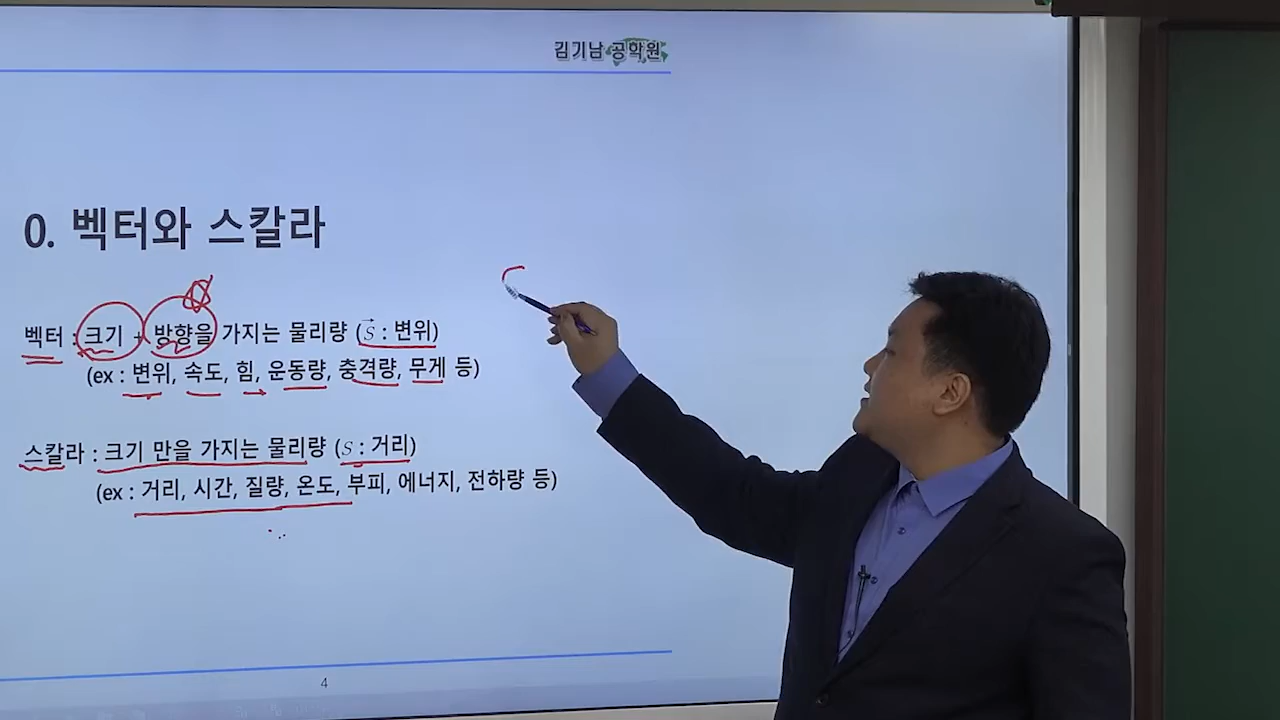 김기남 공학원
0. 벡터와 스칼라
벡터 : 크기 + 방향을 가지는 물리량 (S : 변위)
(ex : 변위, 속도, 힘, 운동량, 충격량, 무게 등)
스칼라 : 크기 만을 가지는 물리량 (S : 거리)
(ex : 거리, 시간, 질량, 온도, 부피, 에너지, 전하량 등)
4